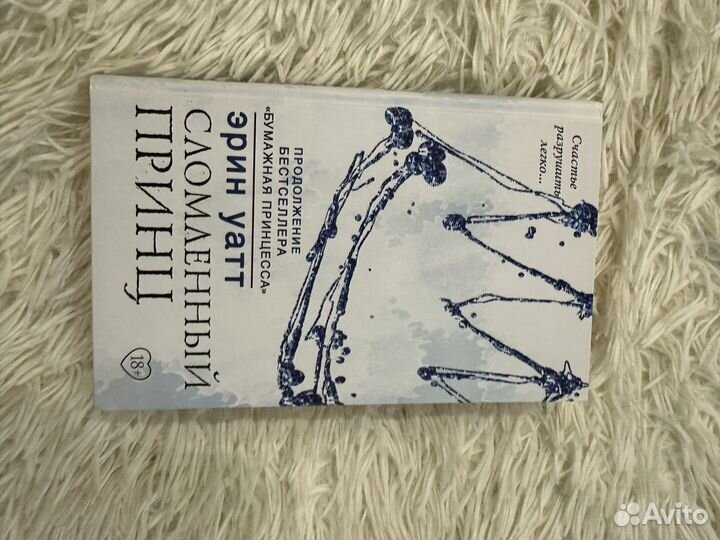 Счастье
разрушить
легко...
ПРОДОЛЖЕНИЕ
БЕСТСЕЛЛЕРА
«БУМАЖНАЯ ПРИНЦЕССА»
ЭРИН УАТТ
СЛОМЛЕННЫЙ
ПРИНЦ
18+
Avito